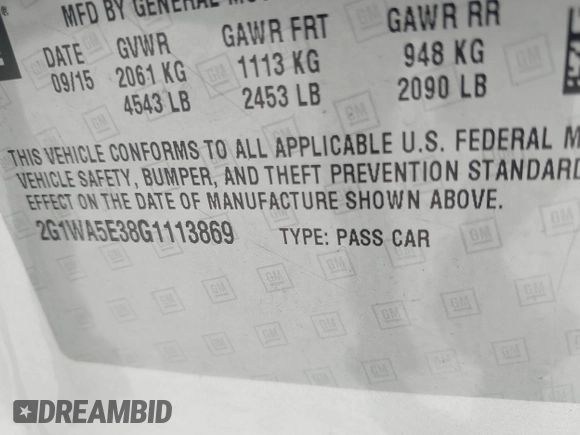 MFD BY GENERAL
DATE GVWR GAWR FRT GAWR RR
09/15 2061 KG 1113 KG 948 KG
4543 LB 2453 LB 2090 LB
THIS VEHICLE CONFORMS TO ALL APPLICABLE U.S. FEDERAL M
VEHICLE SAFETY, BUMPER, AND THEFT PREVENTION STANDARD
EFFECT ON THE DATE OF MANUFACTURE SHOWN ABOVE.
2G1WA5E38G1113869 TYPE: PASS CAR
DREAMBID